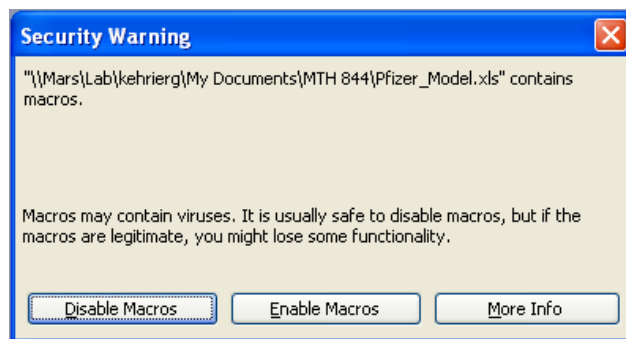 Security Warning
"\\Mars\Lab\kehrierg\My Documents\MTH 844\Pfizer_Model.xls" contains
macros.
Macros may contain viruses. It is usually safe to disable macros, but if the
macros are legitimate, you might lose some functionality.
Disable Macros Enable Macros More Info